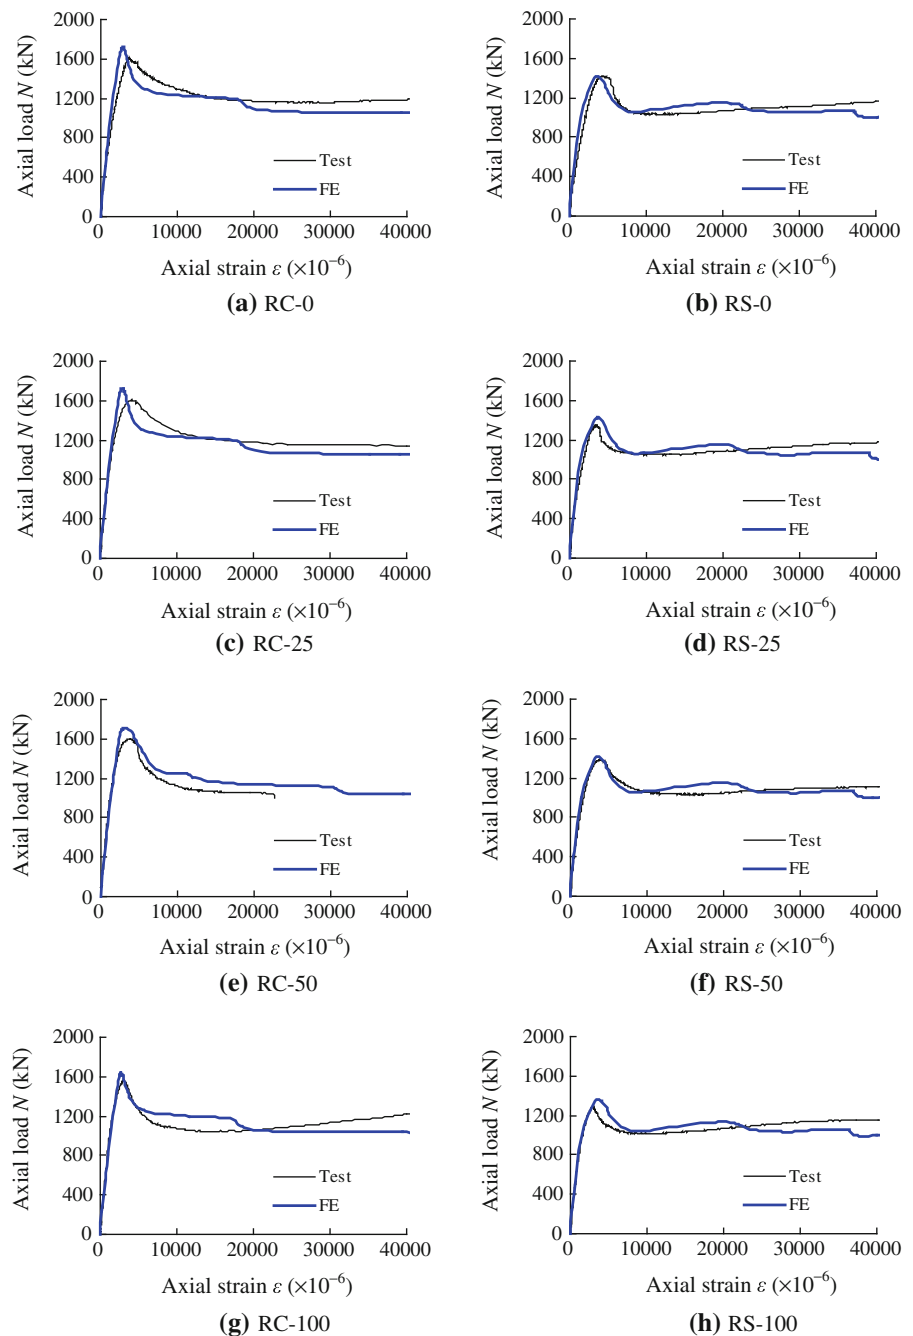 2000
1600
1200
800
400
0
Axial load N (kN)
Test
FE
0 10000 20000 30000 40000
Axial strain ε (×10⁻⁶)
(a) RC-0
2000
1600
1200
800
400
0
Axial load N (kN)
Test
FE
0 10000 20000 30000 40000
Axial strain ε (×10⁻⁶)
(b) RS-0
2000
1600
1200
800
400
0
Axial load N (kN)
Test
FE
0 10000 20000 30000 40000
Axial strain ε (×10⁻⁶)
(c) RC-25
2000
1600
1200
800
400
0
Axial load N (kN)
Test
FE
0 10000 20000 30000 40000
Axial strain ε (×10⁻⁶)
(d) RS-25
2000
1600
1200
800
400
0
Axial load N (kN)
Test
FE
0 10000 20000 30000 40000
Axial strain ε (×10⁻⁶)
(e) RC-50
2000
1600
1200
800
400
0
Axial load N (kN)
Test
FE
0 10000 20000 30000 40000
Axial strain ε (×10⁻⁶)
(f) RS-50
2000
1600
1200
800
400
0
Axial load N (kN)
Test
FE
0 10000 20000 30000 40000
Axial strain ε (×10⁻⁶)
(g) RC-100
2000
1600
1200
800
400
0
Axial load N (kN)
Test
FE
0 10000 20000 30000 40000
Axial strain ε (×10⁻⁶)
(h) RS-100